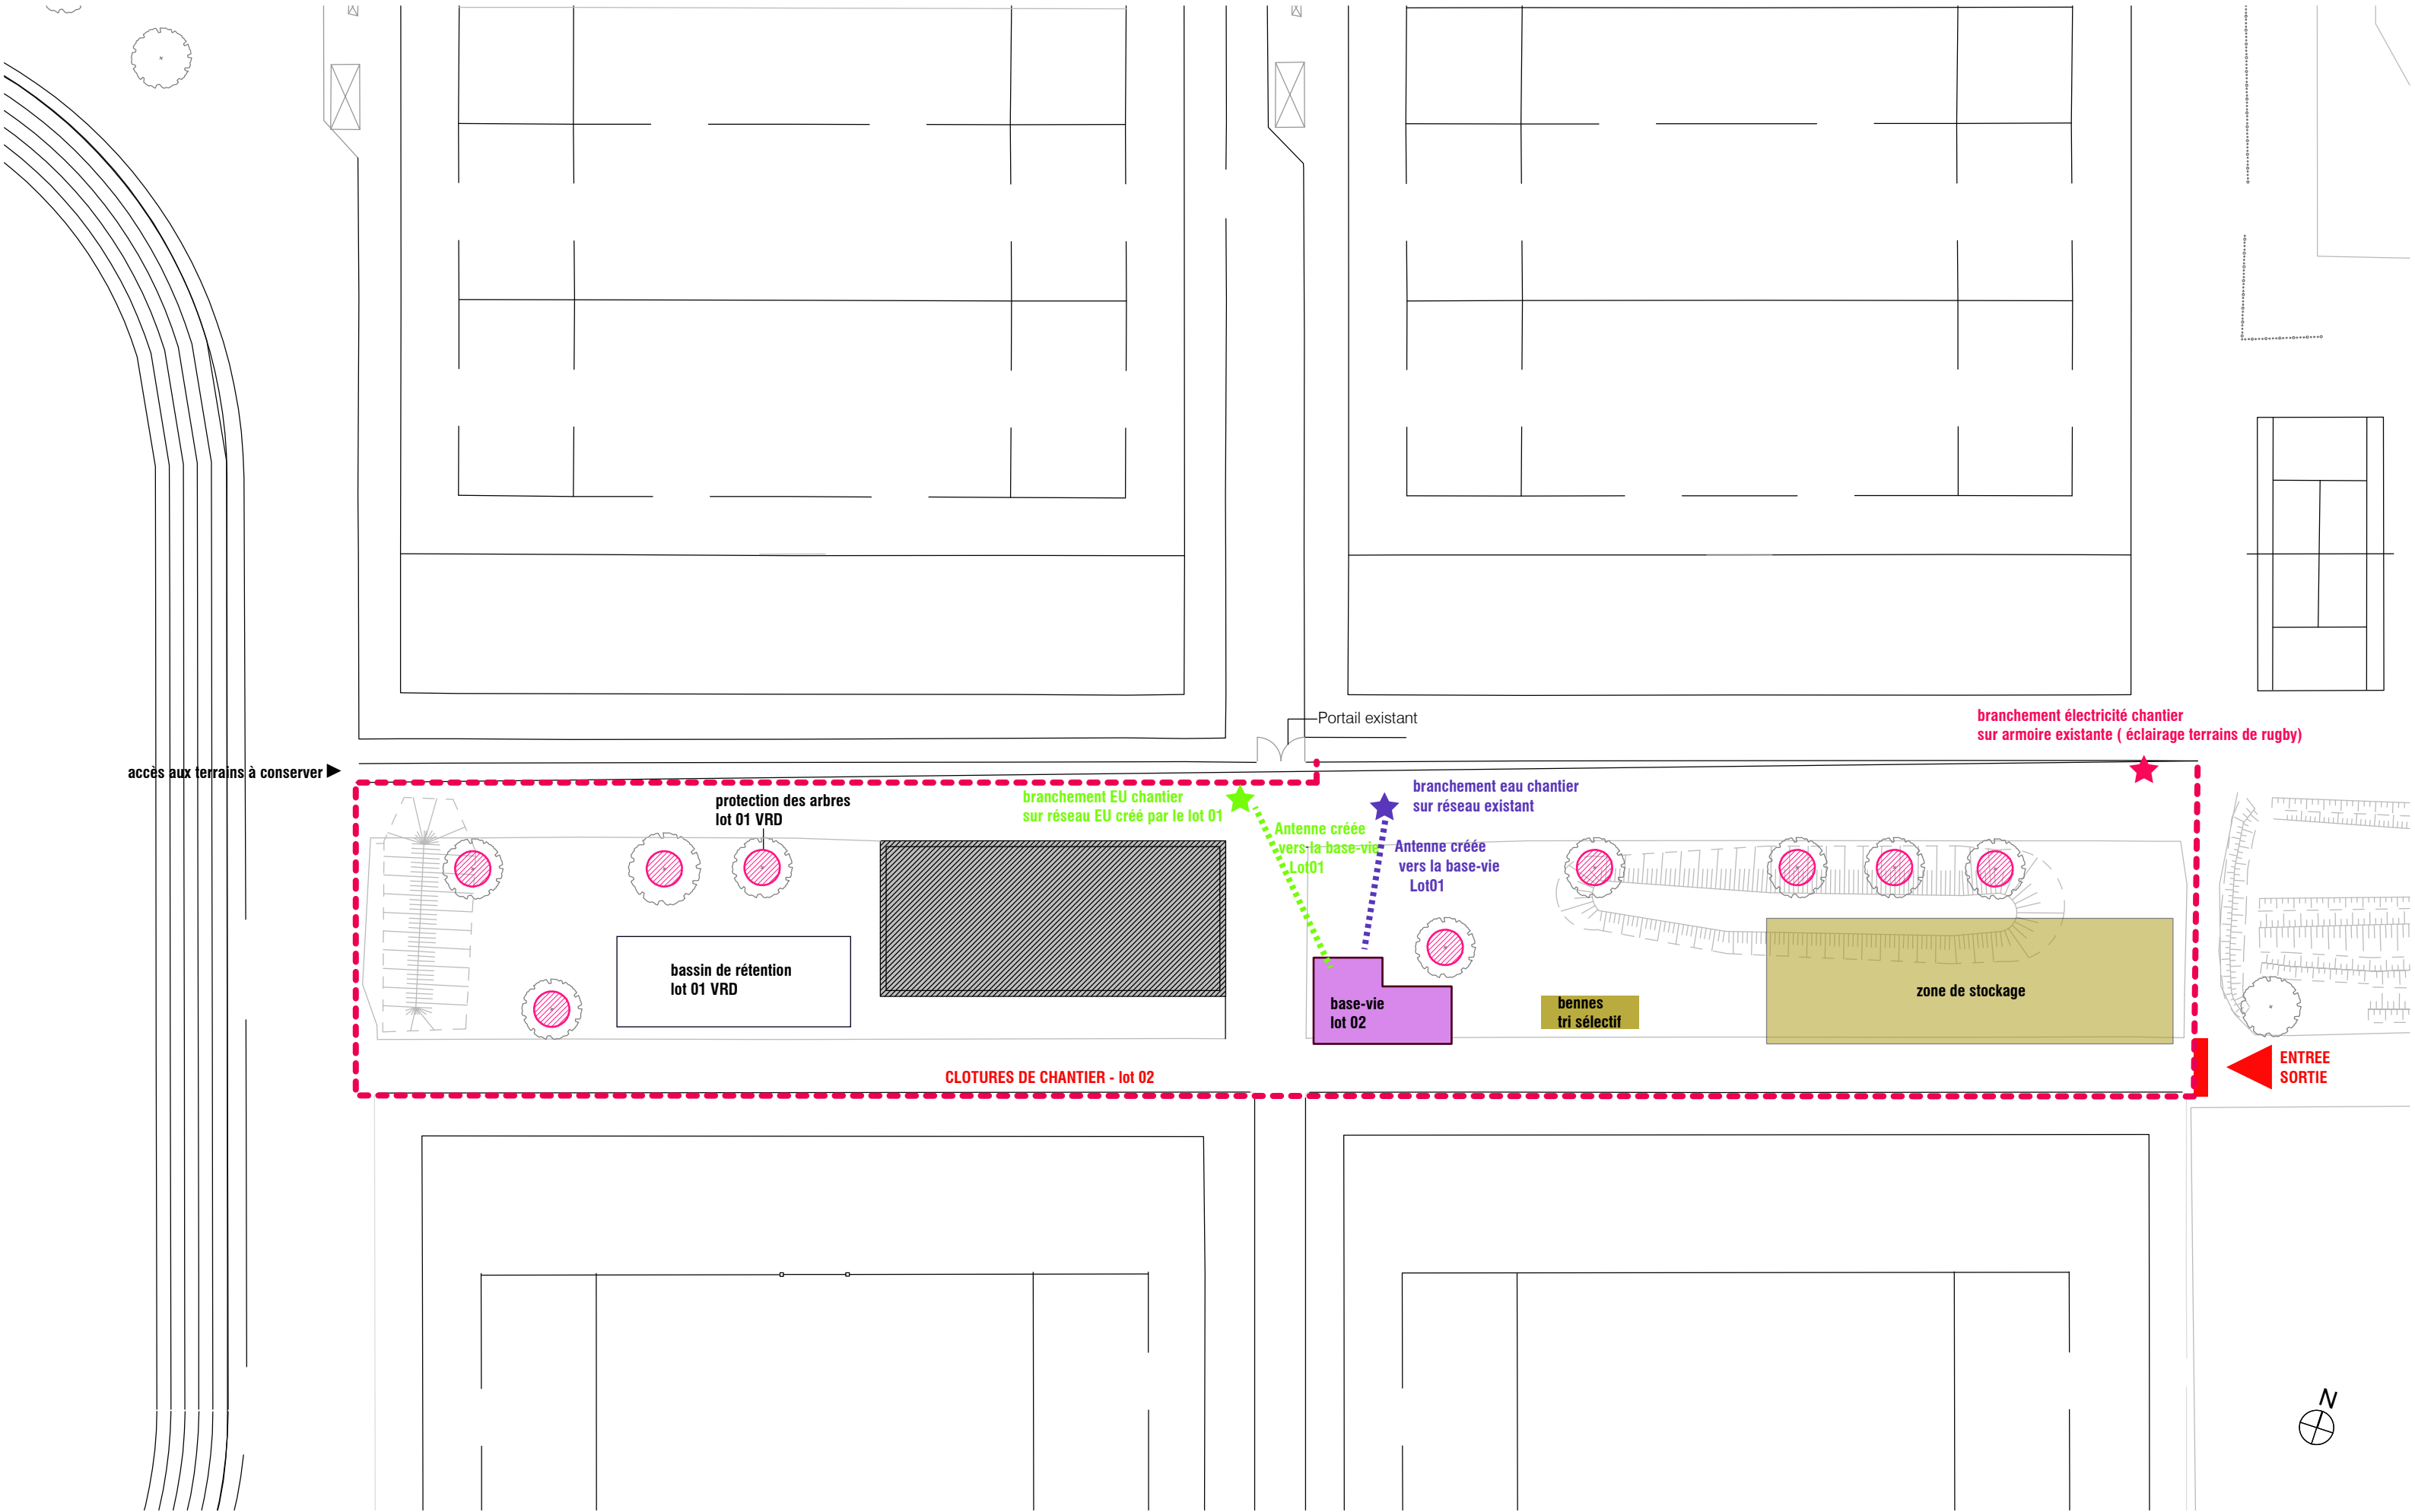 Portail existant
branchement électricité chantier
sur armoire existante ( éclairage terrains de rugby)
accès aux terrains à conserver
protection des arbres
lot 01 VRD
branchement EU chantier
sur réseau EU créé par le lot 01
branchement eau chantier
sur réseau existant
Antenne créée
vers la base-vie
Lot01
Antenne créée
vers la base-vie
Lot01
bassin de rétention
lot 01 VRD
base-vie
lot 02
bennes
tri sélectif
zone de stockage
CLOTURES DE CHANTIER - lot 02
ENTREE
SORTIE
N